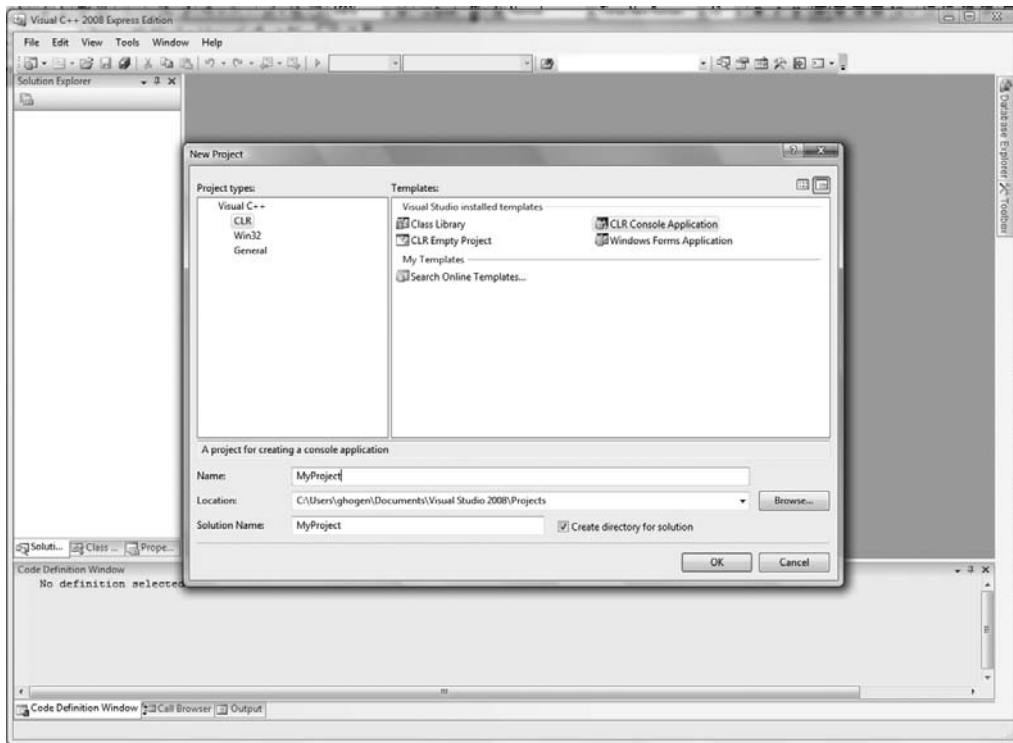 Visual C++ 2008 Express Edition
File Edit View Tools Window Help
Solution Explorer
Database Explorer
Toolbox
New Project
Project types:
Templates:
Visual C++
CLR
Win32
General
Visual Studio installed templates
Class Library
CLR Console Application
CLR Empty Project
Windows Forms Application
My Templates
Search Online Templates...
A project for creating a console application
Name: MyProject
Location: C:\Users\ghogen\Documents\Visual Studio 2008\Projects Browse...
Solution Name: MyProject Create directory for solution
OK Cancel
Soluti... Class ... Prope...
Code Definition Window
No definition selected
Code Definition Window Call Browser Output